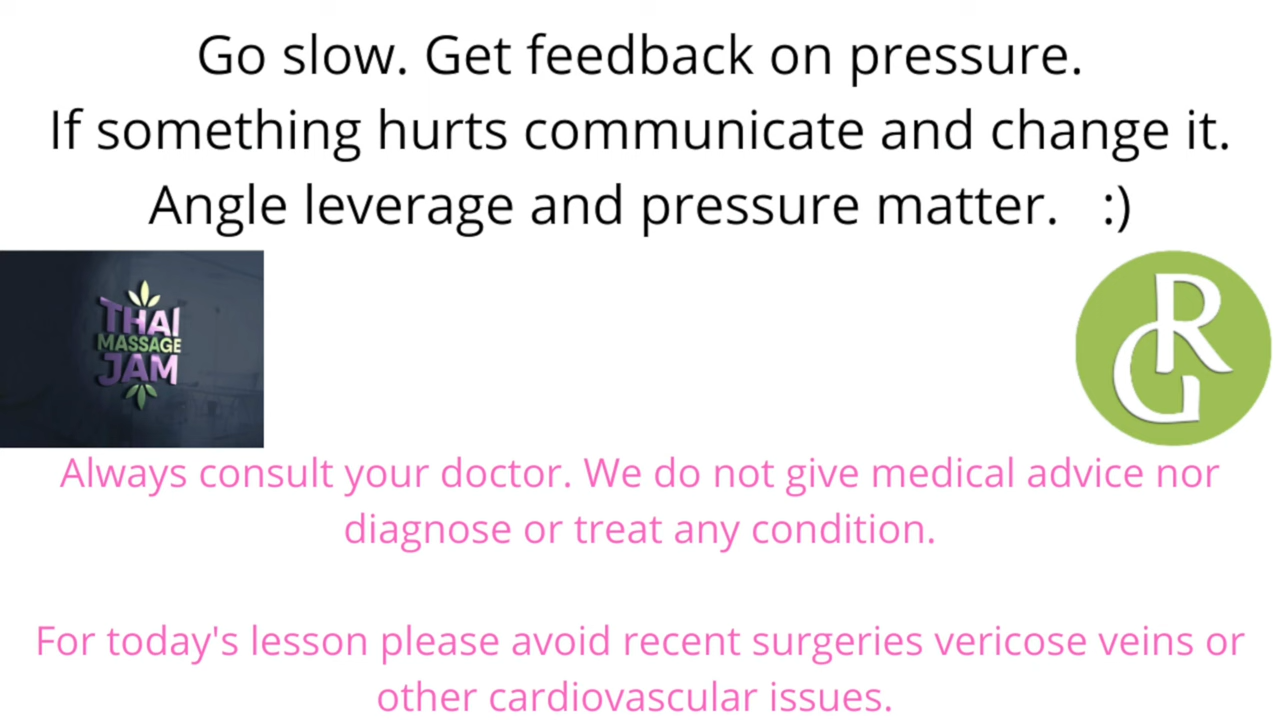 Go slow. Get feedback on pressure.
If something hurts communicate and change it.
Angle leverage and pressure matter. :)
THAI
MASSAGE
JAM
RG
Always consult your doctor. We do not give medical advice nor
diagnose or treat any condition.
For today's lesson please avoid recent surgeries vericose veins or
other cardiovascular issues.